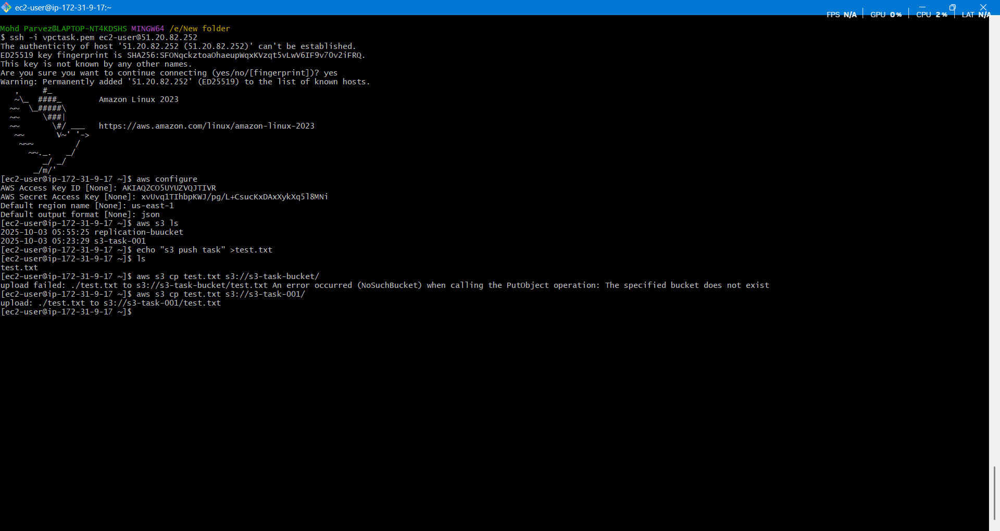 ec2-user@ip-172-31-9-17:~
FPS N/A GPU 0% CPU 2% LAT N/A
Mohd Parvez@LAPTOP-NT4KDSHS MINGW64 /e/New folder
$ ssh -i vpctask.pem ec2-user@51.20.82.252
The authenticity of host '51.20.82.252 (51.20.82.252)' can't be established.
ED25519 key fingerprint is
This key is not known by any other names.
Are you sure you want to continue connecting (yes/no/[fingerprint])? yes
Warning: Permanently added '51.20.82.252' (ED25519) to the list of known hosts.
   ,     #_
   ~\_  ####_        Amazon Linux 2023
  ~~  \_#####\
  ~~     \###|
  ~~       \#/ ___   https://aws.amazon.com/linux/amazon-linux-2023
   ~~       V~' '->
    ~~~         /
      ~~._.   _/
         _/ _/
       _/m/'
[ec2-user@ip-172-31-9-17 ~]$ aws configure
AWS Access Key ID [None]:
AWS Secret Access Key [None]:
Default region name [None]: us-east-1
Default output format [None]: json
[ec2-user@ip-172-31-9-17 ~]$ aws s3 ls
2025-10-03 05:55:25 replication-buucket
2025-10-03 05:23:29 s3-task-001
[ec2-user@ip-172-31-9-17 ~]$ echo "s3 push task" >test.txt
[ec2-user@ip-172-31-9-17 ~]$ ls
test.txt
[ec2-user@ip-172-31-9-17 ~]$ aws s3 cp test.txt s3://s3-task-bucket/
upload failed: ./test.txt to s3://s3-task-bucket/test.txt An error occurred (NoSuchBucket) when calling the PutObject operation: The specified bucket does not exist
[ec2-user@ip-172-31-9-17 ~]$ aws s3 cp test.txt s3://s3-task-001/
upload: ./test.txt to s3://s3-task-001/test.txt
[ec2-user@ip-172-31-9-17 ~]$